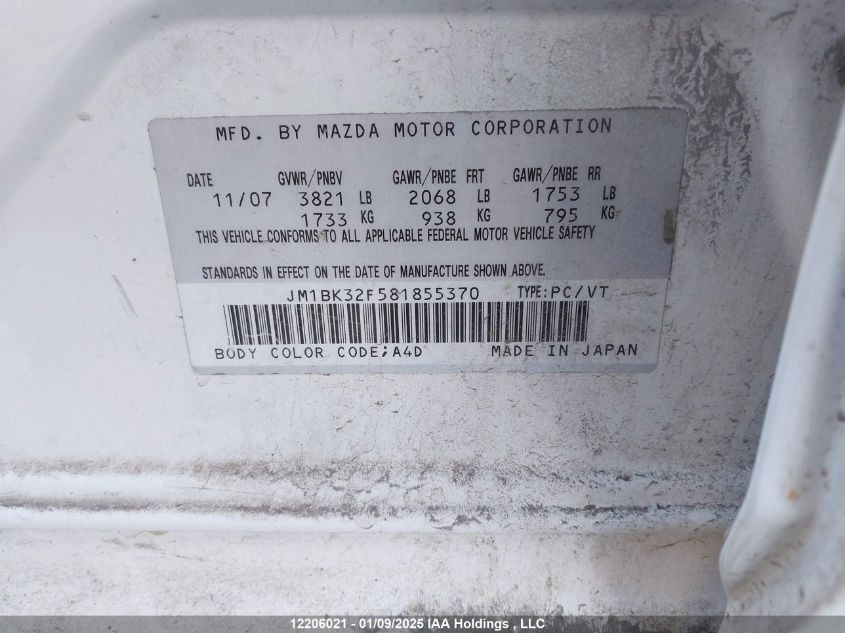 MFD. BY MAZDA MOTOR CORPORATION
DATE GVWR/PNBV GAWR/PNBE FRT GAWR/PNBE RR
11/07 3821 LB 2068 LB 1753 LB
1733 KG 938 KG 795 KG
THIS VEHICLE CONFORMS TO ALL APPLICABLE FEDERAL MOTOR VEHICLE SAFETY
STANDARDS IN EFFECT ON THE DATE OF MANUFACTURE SHOWN ABOVE.
JM1BK32F581855370 TYPE:PC/VT
BODY COLOR CODE;A4D MADE IN JAPAN
12206021 - 01/09/2025 IAA Holdings , LLC